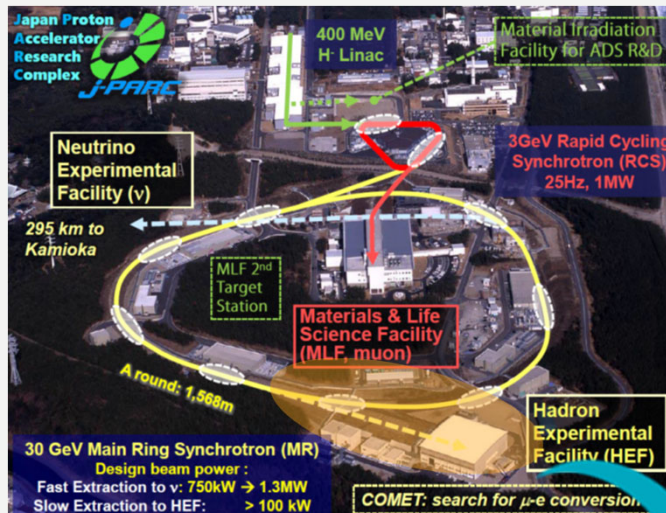 Japan Proton
Accelerator
Research
Complex
J-PARC
400 MeV
H- Linac
Material Irradiation
Facility for ADS R&D
Neutrino
Experimental
Facility (ν)
3GeV Rapid Cycling
Synchrotron (RCS)
25Hz, 1MW
295 km to
Kamioka
MLF 2nd
Target
Station
Materials & Life
Science Facility
(MLF, muon)
A round: 1,568m
Hadron
Experimental
Facility (HEF)
30 GeV Main Ring Synchrotron (MR)
Design beam power :
Fast Extraction to ν: 750kW → 1.3MW
Slow Extraction to HEF: > 100 kW
COMET: search for μ-e conversion